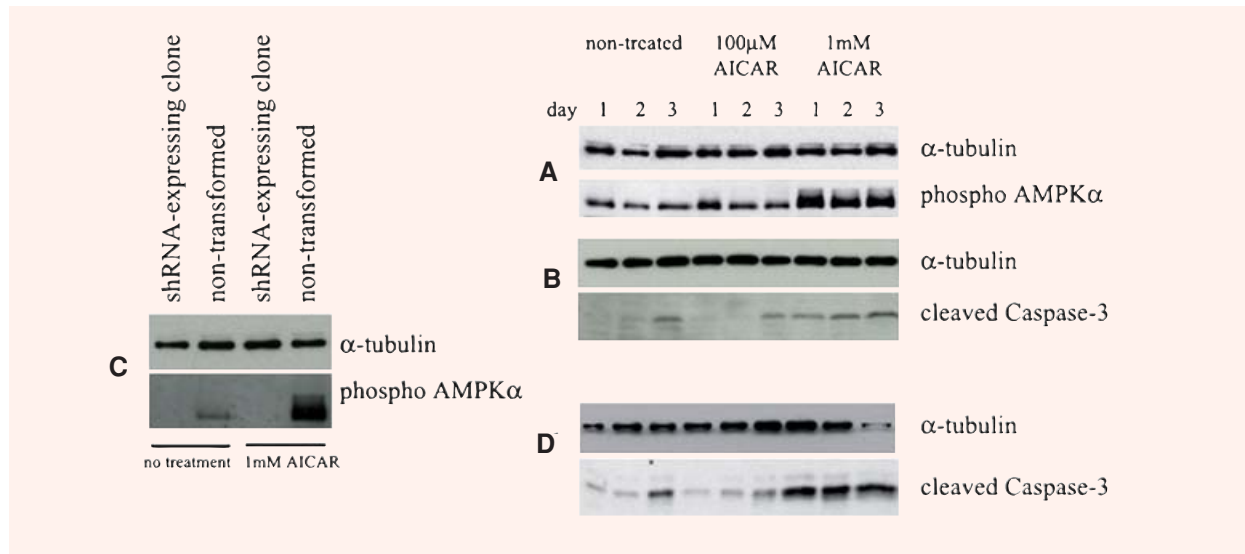 shRNA-expressing clone
non-transformed
shRNA-expressing clone
non-transformed
C
α-tubulin
phospho AMPKα
no treatment 1mM AICAR
non-treated 100µM AICAR 1mM AICAR
day 1 2 3 1 2 3 1 2 3
A
α-tubulin
phospho AMPKα
B
α-tubulin
cleaved Caspase-3
D
α-tubulin
cleaved Caspase-3